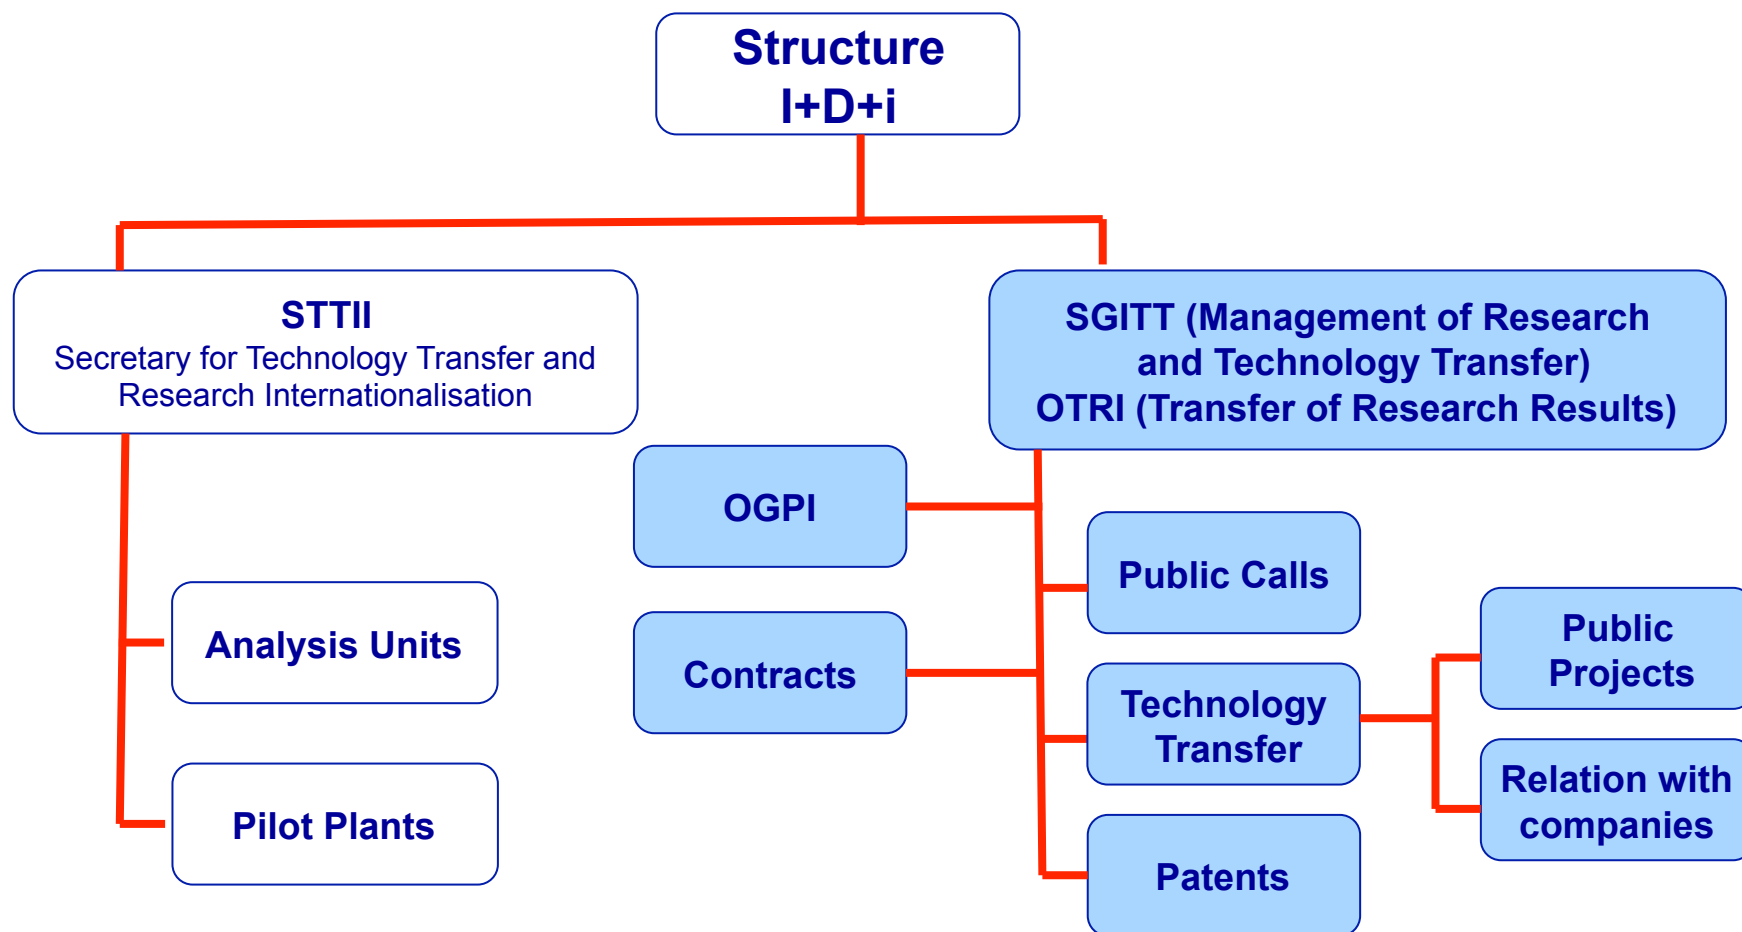 Structure
I+D+i
STTII
Secretary for Technology Transfer and
Research Internationalisation
SGITT (Management of Research
and Technology Transfer)
OTRI (Transfer of Research Results)
OGPI
Public Calls
Analysis Units
Contracts
Public
Projects
Technology
Transfer
Relation with
companies
Pilot Plants
Patents